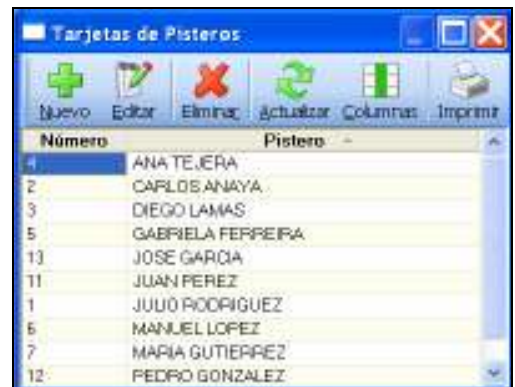 Tarjetas de Pisteros
Nuevo Editar Eliminar Actualizar Columnas Imprimir
Número Pistero
4 ANA TEJERA
2 CARLOS ANAYA
3 DIEGO LAMAS
5 GABRIELA FERREIRA
13 JOSE GARCIA
11 JUAN PEREZ
1 JULIO RODRIGUEZ
6 MANUEL LOPEZ
7 MARIA GUTIERREZ
12 PEDRO GONZALEZ